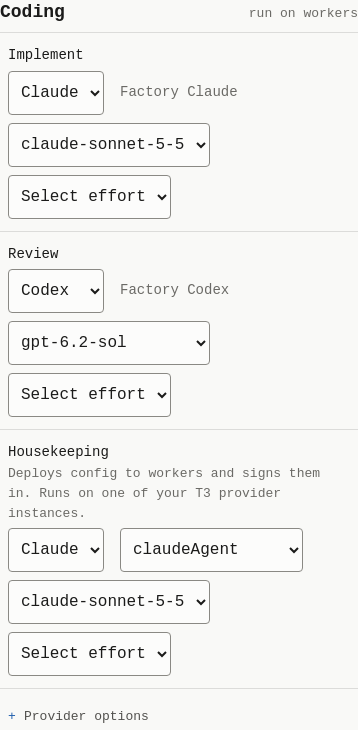 Coding run on workers
Implement
Claude Factory Claude
claude-sonnet-5-5
Select effort
Review
Codex Factory Codex
gpt-6.2-sol
Select effort
Housekeeping
Deploys config to workers and signs them
in. Runs on one of your T3 provider
instances.
Claude claudeAgent
claude-sonnet-5-5
Select effort
+ Provider options